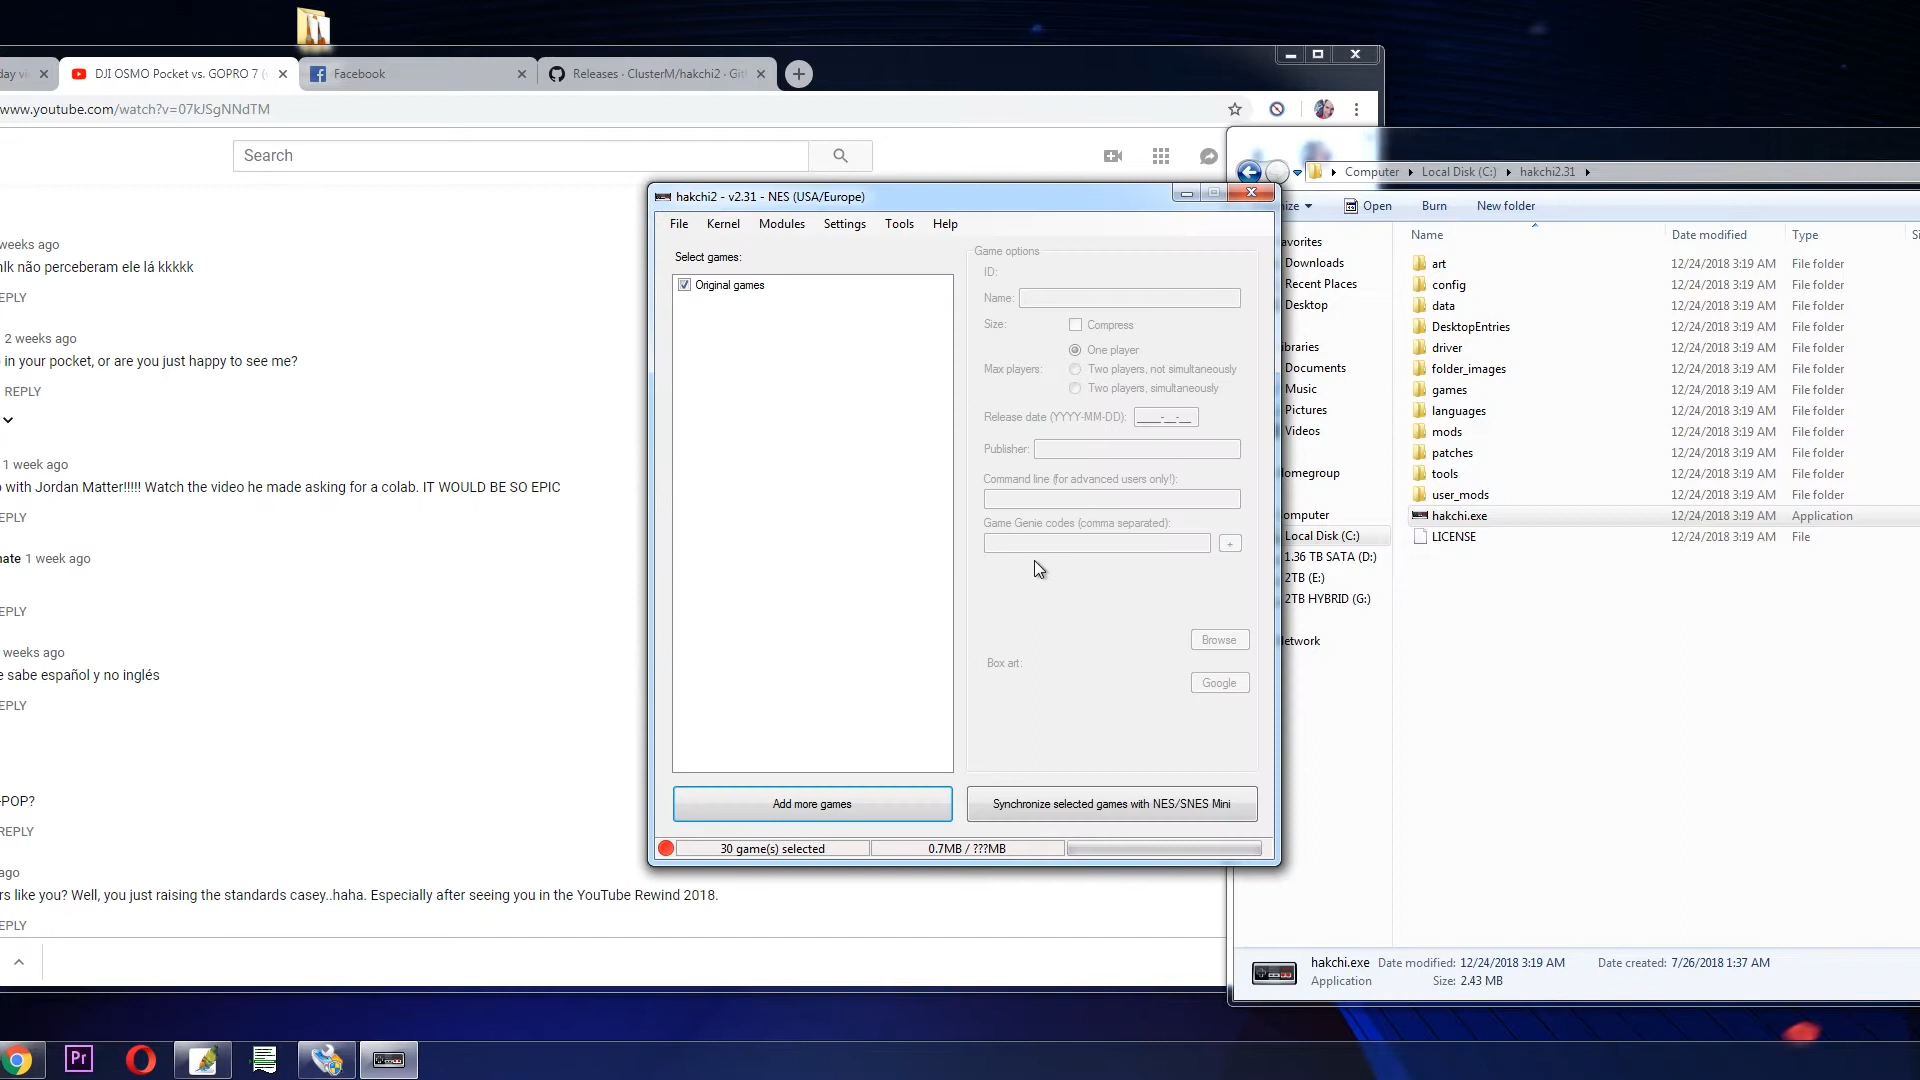 day vi
DJI OSMO Pocket vs. GOPRO 7 (
Facebook
Releases · ClusterM/hakchi2 · Git
www.youtube.com/watch?v=07kJSgNNdTM
Search
weeks ago
nlk não perceberam ele lá kkkkk
EPLY
2 weeks ago
in your pocket, or are you just happy to see me?
REPLY
1 week ago
with Jordan Matter!!!!! Watch the video he made asking for a colab. IT WOULD BE SO EPIC
EPLY
nate 1 week ago
EPLY
weeks ago
e sabe español y no inglés
EPLY
-POP?
REPLY
ago
rs like you? Well, you just raising the standards casey..haha. Especially after seeing you in the YouTube Rewind 2018.
EPLY
hakchi2 - v2.31 - NES (USA/Europe)
File Kernel Modules Settings Tools Help
Select games:
Original games
Game options
ID:
Name:
Size: Compress
One player
Max players: Two players, not simultaneously
Two players, simultaneously
Release date (YYYY-MM-DD): ____-__-__
Publisher:
Command line (for advanced users only!):
Game Genie codes (comma separated):
+
Browse
Box art:
Google
Add more games
Synchronize selected games with NES/SNES Mini
30 game(s) selected
0.7MB / ???MB
Computer Local Disk (C:) hakchi2.31
nize Open Burn New folder
avorites
Downloads
Recent Places
Desktop
ibraries
Documents
Music
Pictures
Videos
omegroup
omputer
Local Disk (C:)
1.36 TB SATA (D:)
2TB (E:)
2TB HYBRID (G:)
etwork
Name Date modified Type Si
art 12/24/2018 3:19 AM File folder
config 12/24/2018 3:19 AM File folder
data 12/24/2018 3:19 AM File folder
DesktopEntries 12/24/2018 3:19 AM File folder
driver 12/24/2018 3:19 AM File folder
folder_images 12/24/2018 3:19 AM File folder
games 12/24/2018 3:19 AM File folder
languages 12/24/2018 3:19 AM File folder
mods 12/24/2018 3:19 AM File folder
patches 12/24/2018 3:19 AM File folder
tools 12/24/2018 3:19 AM File folder
user_mods 12/24/2018 3:19 AM File folder
hakchi.exe 12/24/2018 3:19 AM Application
LICENSE 12/24/2018 3:19 AM File
hakchi.exe Date modified: 12/24/2018 3:19 AM Date created: 7/26/2018 1:37 AM
Application Size: 2.43 MB
Pr